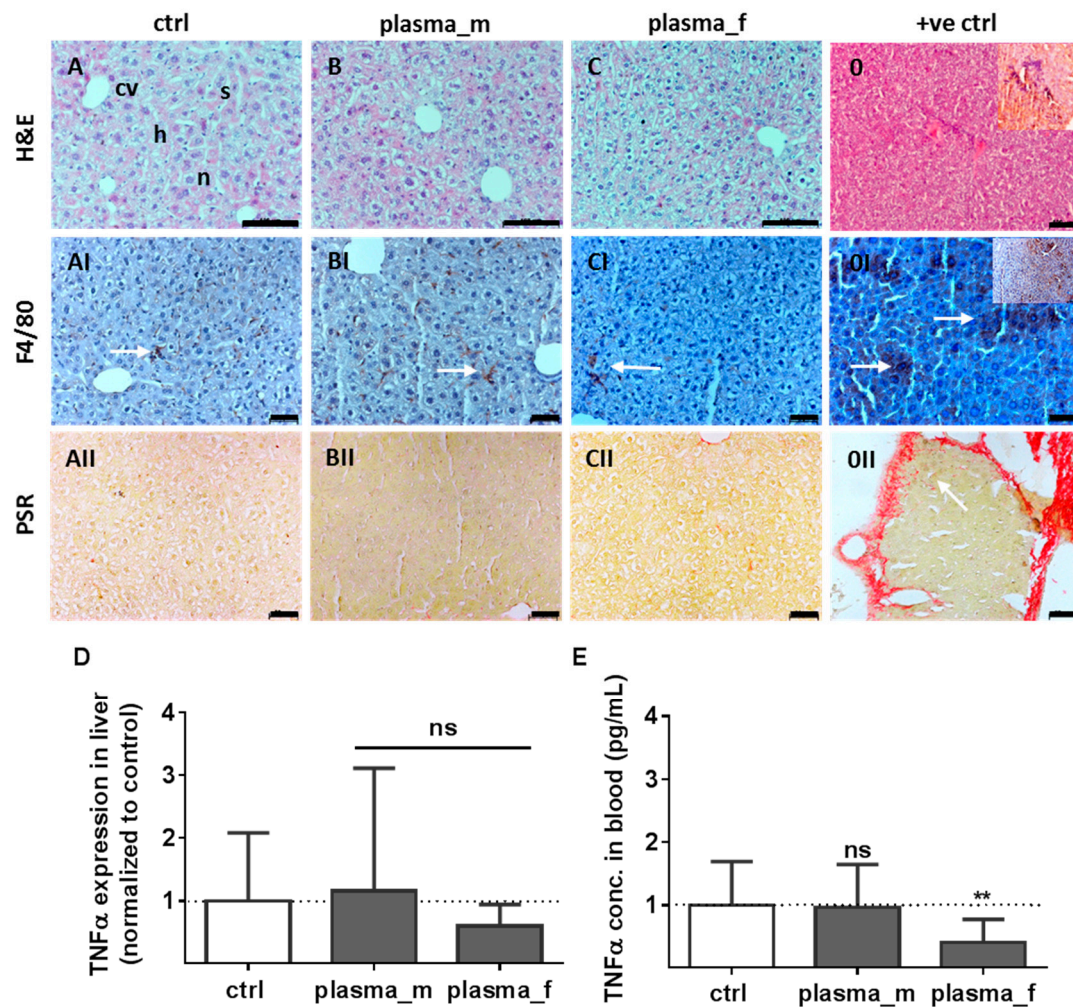 ctrl plasma_m plasma_f +ve ctrl
H&E
A B C 0
cv s
h
n
F4/80
AI BI CI 0I
PSR
AII BII CII 0II
D
TNFα expression in liver
(normalized to control)
4
3
2
1
ns
ctrl plasma_m plasma_f
E
TNFα conc. in blood (pg/mL)
4
3
2
1
ns
**
ctrl plasma_m plasma_f